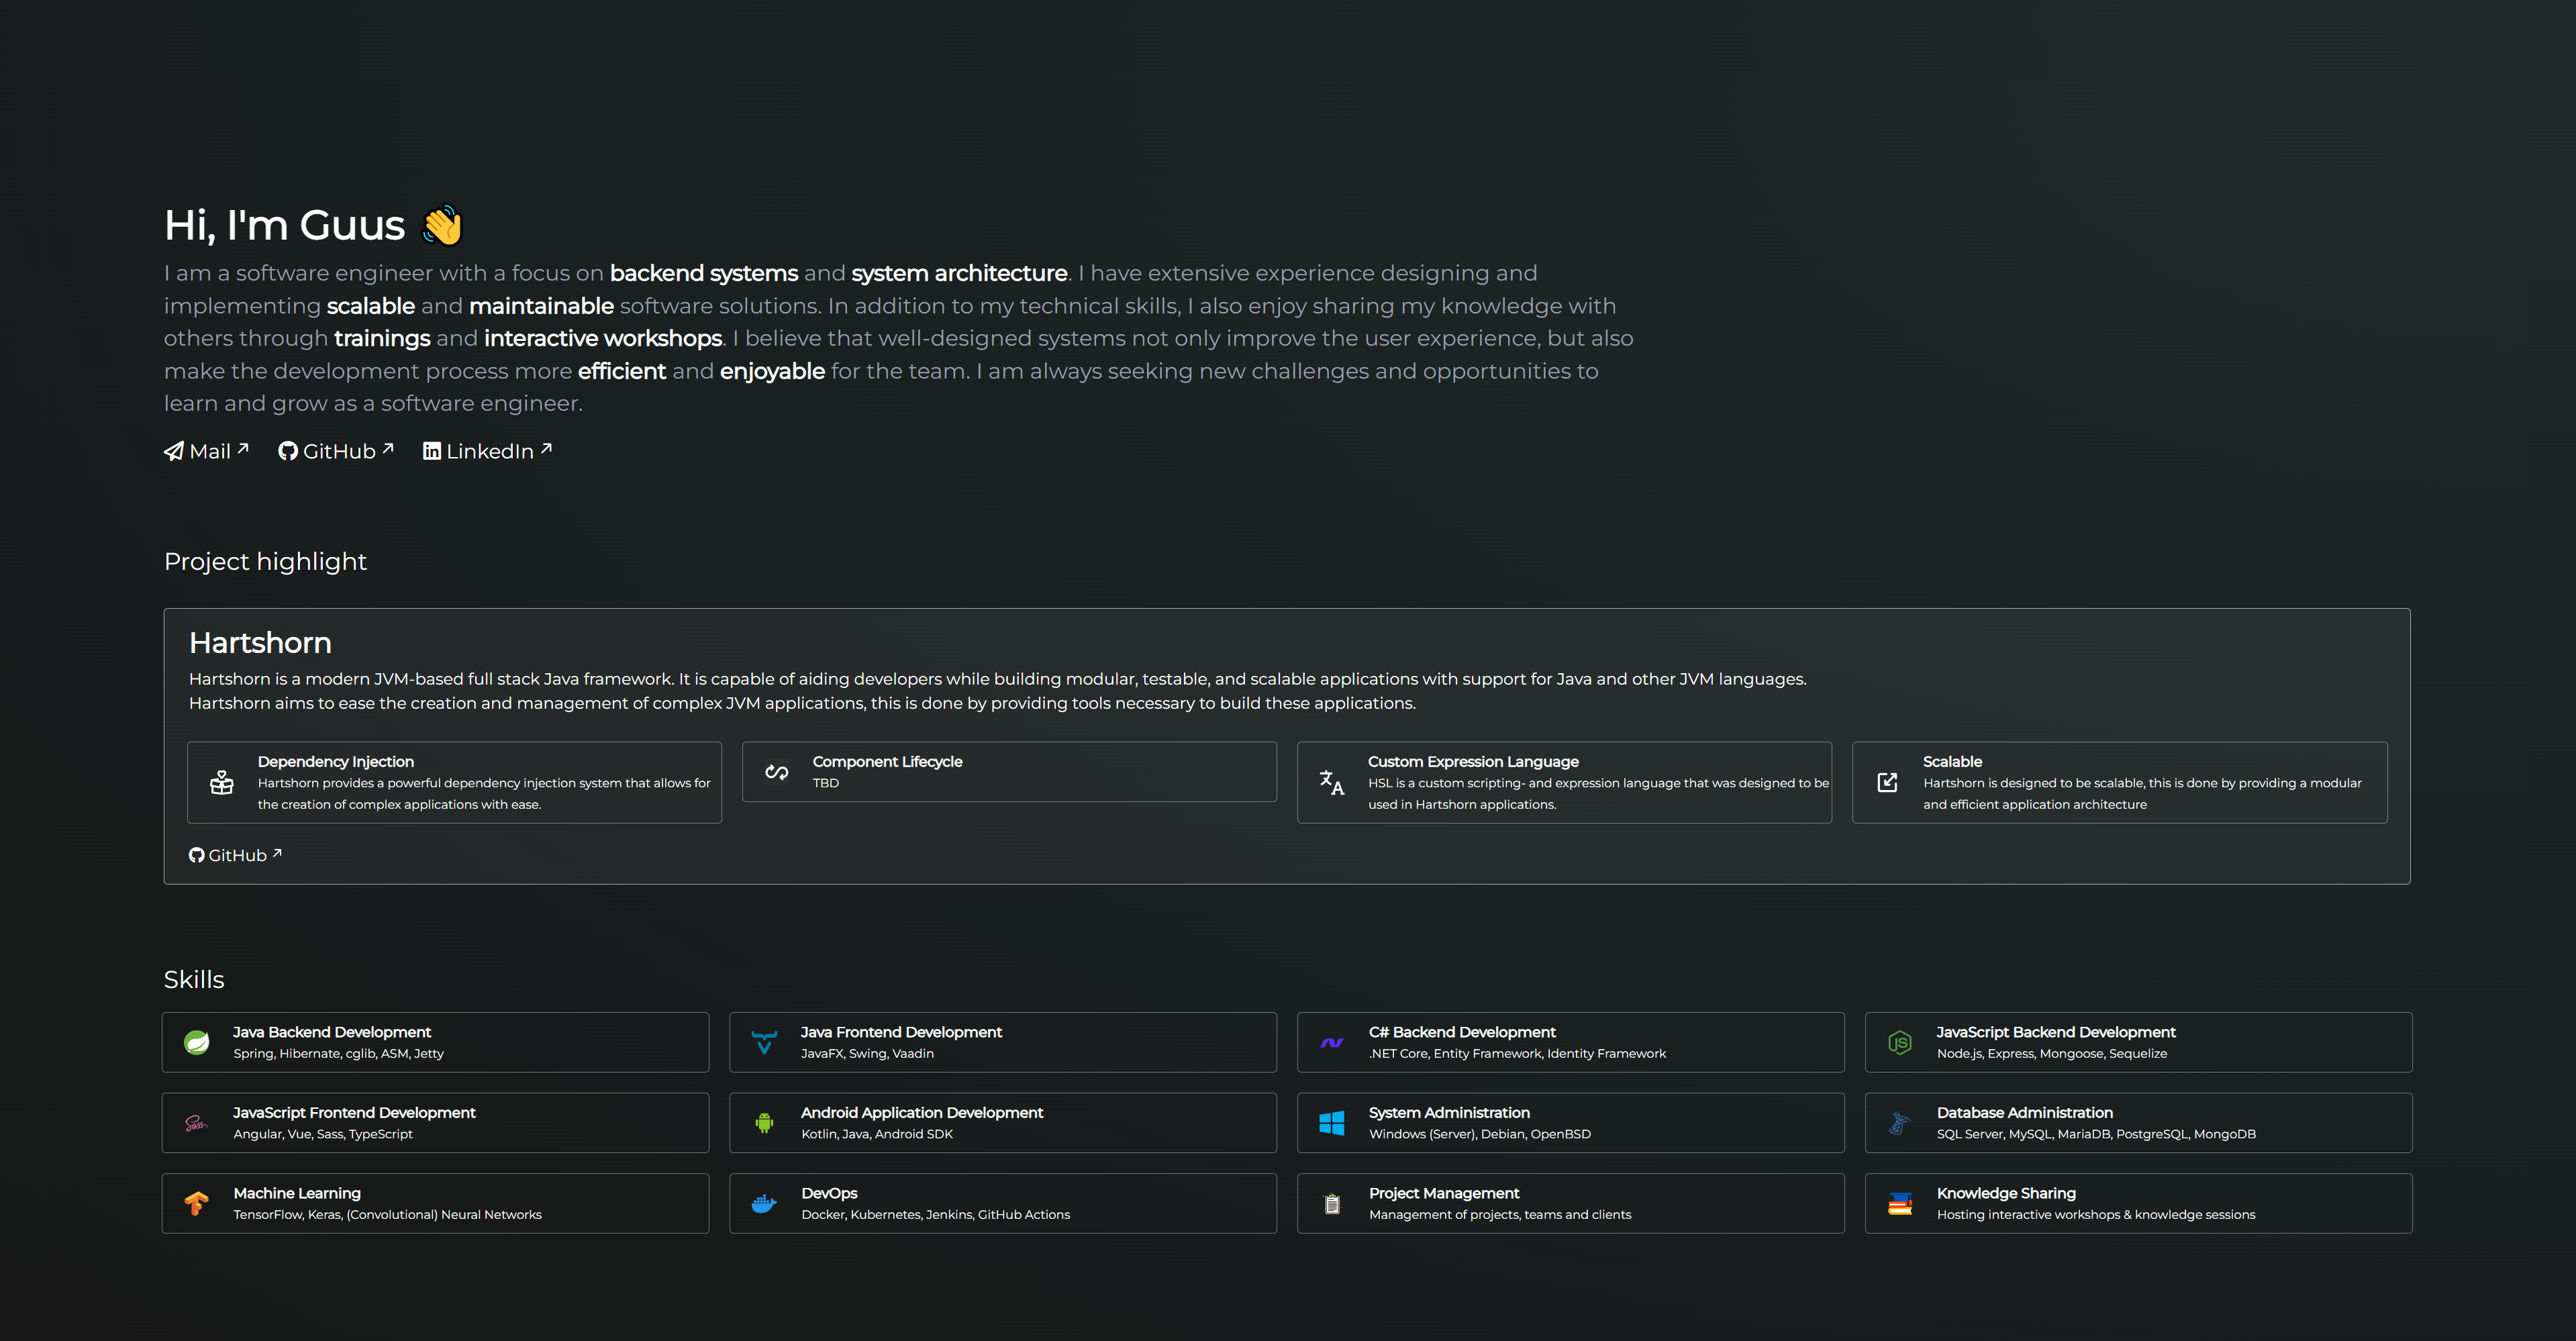 Hi, I'm Guus 👋
I am a software engineer with a focus on backend systems and system architecture. I have extensive experience designing and
implementing scalable and maintainable software solutions. In addition to my technical skills, I also enjoy sharing my knowledge with
others through trainings and interactive workshops. I believe that well-designed systems not only improve the user experience, but also
make the development process more efficient and enjoyable for the team. I am always seeking new challenges and opportunities to
learn and grow as a software engineer.
Mail ↗ GitHub ↗ LinkedIn ↗
Project highlight
Hartshorn
Hartshorn is a modern JVM-based full stack Java framework. It is capable of aiding developers while building modular, testable, and scalable applications with support for Java and other JVM languages.
Hartshorn aims to ease the creation and management of complex JVM applications, this is done by providing tools necessary to build these applications.
Dependency Injection
Hartshorn provides a powerful dependency injection system that allows for
the creation of complex applications with ease.
Component Lifecycle
TBD
Custom Expression Language
HSL is a custom scripting- and expression language that was designed to be
used in Hartshorn applications.
Scalable
Hartshorn is designed to be scalable, this is done by providing a modular
and efficient application architecture
GitHub ↗
Skills
Java Backend Development
Spring, Hibernate, cglib, ASM, Jetty
Java Frontend Development
JavaFX, Swing, Vaadin
C# Backend Development
.NET Core, Entity Framework, Identity Framework
JavaScript Backend Development
Node.js, Express, Mongoose, Sequelize
JavaScript Frontend Development
Angular, Vue, Sass, TypeScript
Android Application Development
Kotlin, Java, Android SDK
System Administration
Windows (Server), Debian, OpenBSD
Database Administration
SQL Server, MySQL, MariaDB, PostgreSQL, MongoDB
Machine Learning
TensorFlow, Keras, (Convolutional) Neural Networks
DevOps
Docker, Kubernetes, Jenkins, GitHub Actions
Project Management
Management of projects, teams and clients
Knowledge Sharing
Hosting interactive workshops & knowledge sessions